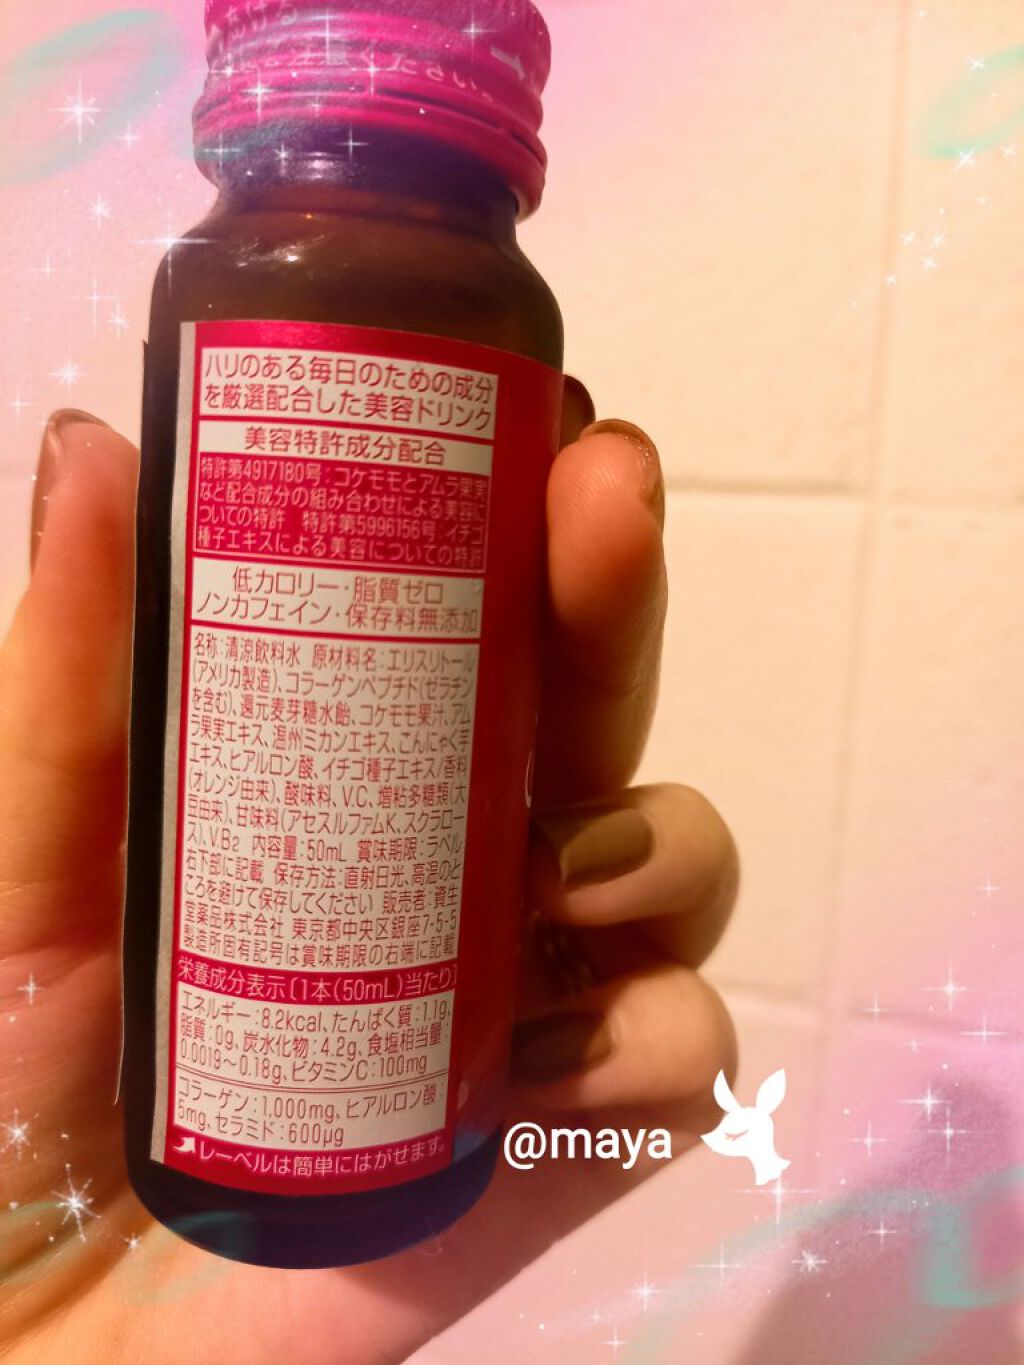 あける
ご注意ください。
ハリのある毎日のための成分
を厳選配合した美容ドリンク
美容特許成分配合
特許第4917180号：コケモモとアムラ果実
など配合成分の組み合わせによる美容に
ついての特許 特許第5996156号：イチゴ
種子エキスによる美容についての特許
低カロリー・脂質ゼロ
ノンカフェイン・保存料無添加
名称：清涼飲料水 原材料名：エリスリトール
(アメリカ製造)、コラーゲンペプチド(ゼラチン
を含む)、還元麦芽糖水飴、コケモモ果汁、アム
ラ果実エキス、温州ミカンエキス、こんにゃく芋
エキス、ヒアルロン酸、イチゴ種子エキス/香料
(オレンジ由来)、酸味料、V.C、増粘多糖類(大
豆由来)、甘味料(アセスルファムK、スクラロー
ス)、V.B2 内容量：50mL 賞味期限：ラベル
右下部に記載 保存方法：直射日光、高温のと
ころを避けて保存してください 販売者：資生
堂薬品株式会社 東京都中央区銀座7-5-5
製造所固有記号は賞味期限の右端に記載
栄養成分表示〔1本(50mL)当たり〕
エネルギー：8.2kcal、たんぱく質：1.1g、
脂質：0g、炭水化物：4.2g、食塩相当量：
0.0019〜0.18g、ビタミンC：100mg
コラーゲン：1,000mg、ヒアルロン酸：
5mg、セラミド：600μg
レーベルは簡単にはがせます。
@maya